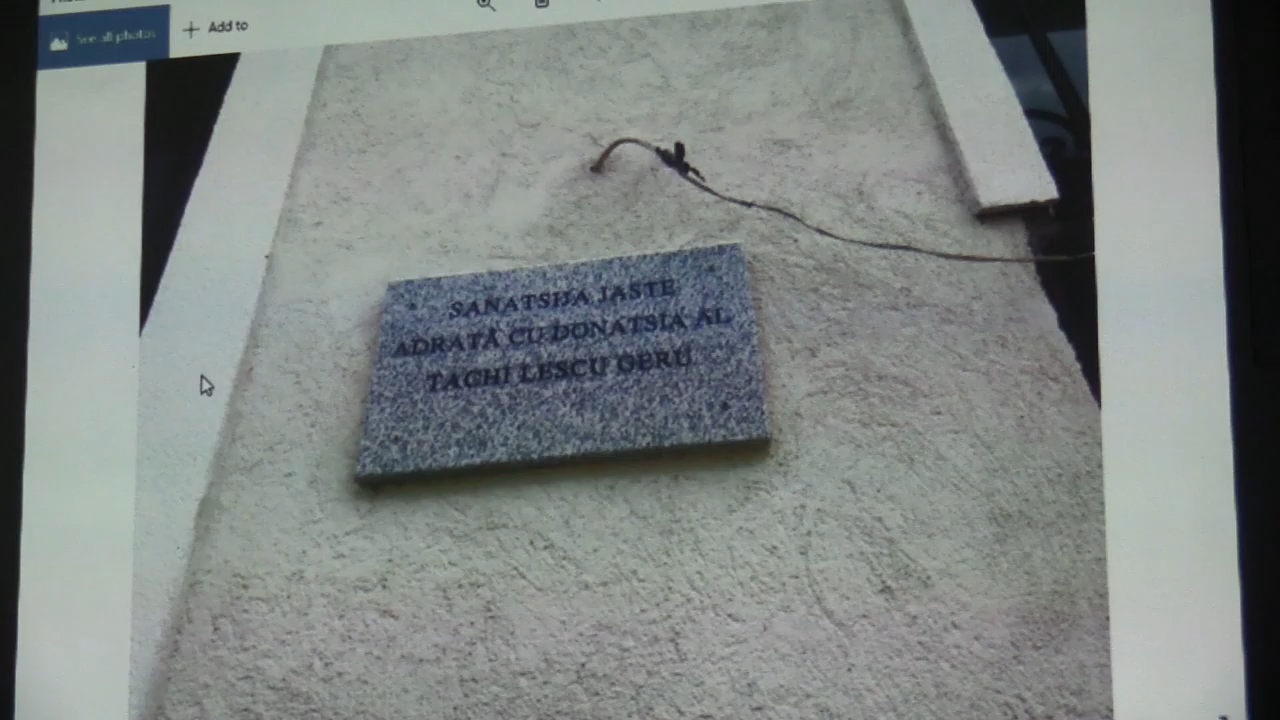 See all photos
Add to
SANATSIJA JASTE
ADRATĂ CU DONATSIA AL
TACHI LESCU GERU